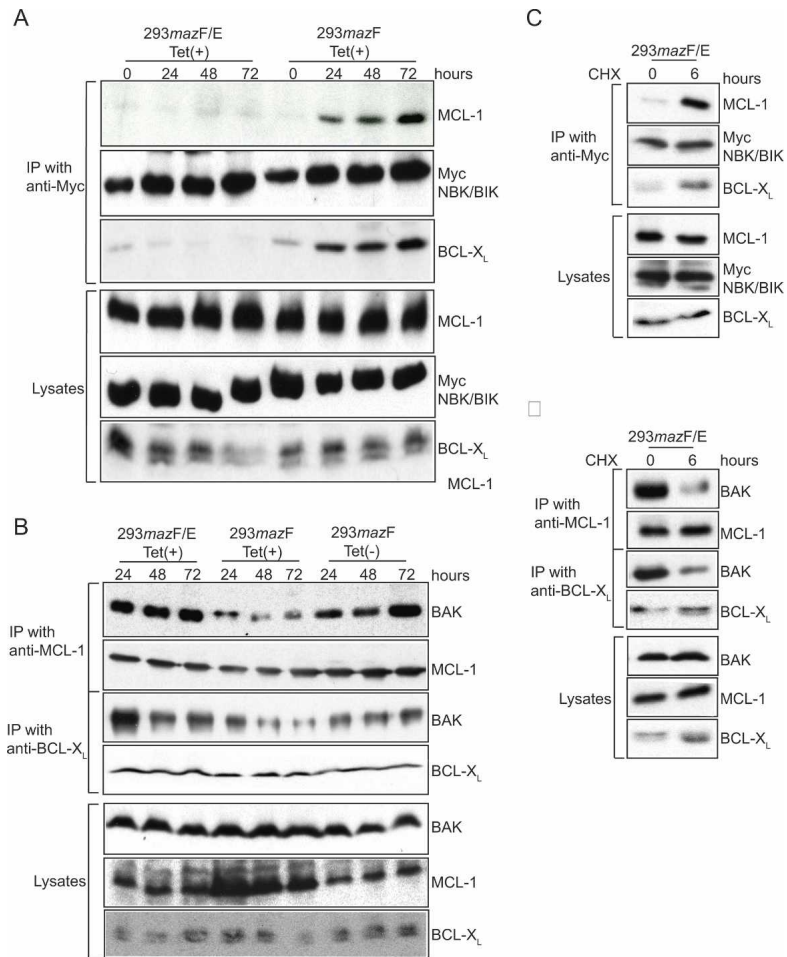 A
293mazF/E
Tet(+)
293mazF
Tet(+)
0 24 48 72 0 24 48 72 hours
MCL-1
IP with
anti-Myc
Myc
NBK/BIK
BCL-XL
MCL-1
Lysates
Myc
NBK/BIK
BCL-XL
MCL-1
B
293mazF/E
Tet(+)
293mazF
Tet(+)
293mazF
Tet(-)
24 48 72 24 48 72 24 48 72 hours
IP with
anti-MCL-1
BAK
MCL-1
IP with
anti-BCL-XL
BAK
BCL-XL
Lysates
BAK
MCL-1
BCL-XL
C
293mazF/E
CHX 0 6 hours
MCL-1
IP with
anti-Myc
Myc
NBK/BIK
BCL-XL
MCL-1
Lysates
Myc
NBK/BIK
BCL-XL
293mazF/E
CHX 0 6 hours
IP with
anti-MCL-1
BAK
MCL-1
IP with
anti-BCL-XL
BAK
BCL-XL
Lysates
BAK
MCL-1
BCL-XL